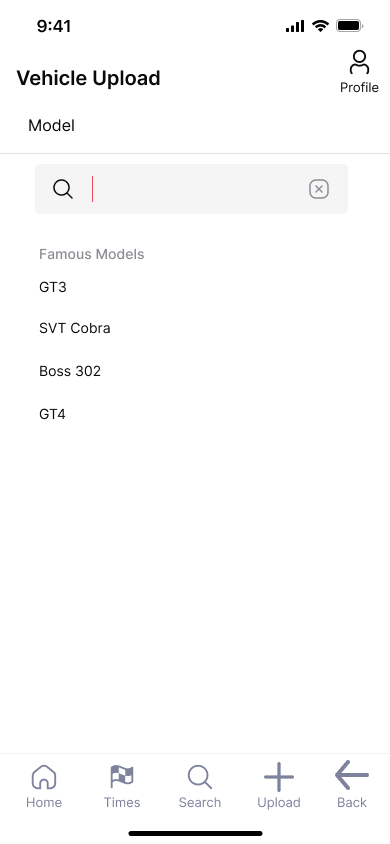 9:41
Vehicle Upload
Profile
Model
Famous Models
GT3
SVT Cobra
Boss 302
GT4
Home
Times
Search
Upload
Back